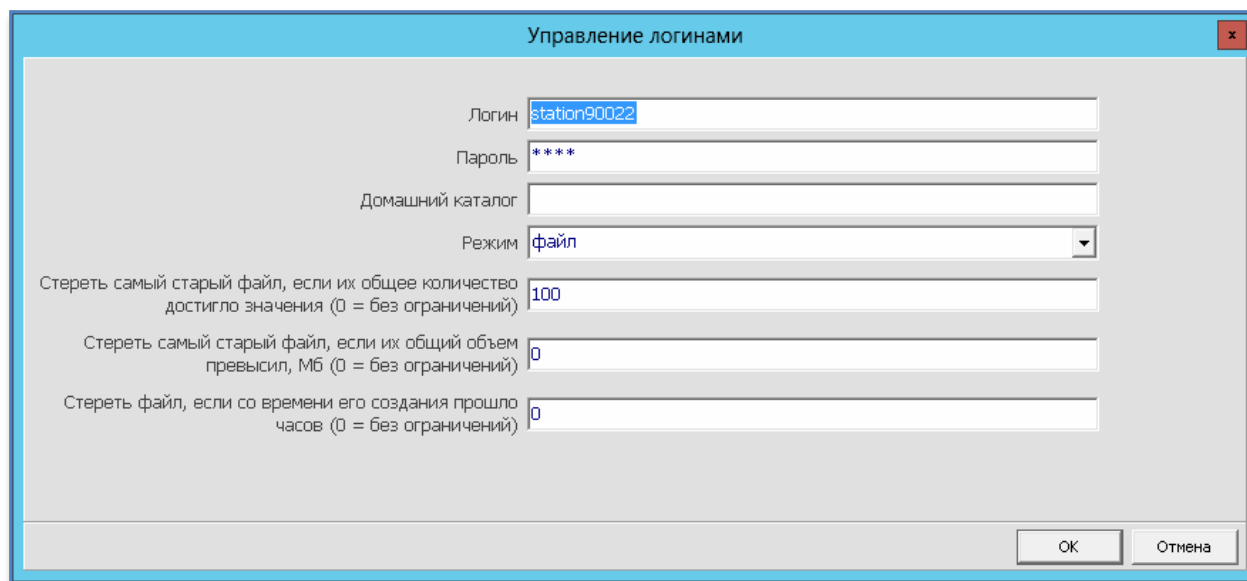 Управление логинами
x
Логин station90022
Пароль ****
Домашний каталог
Режим файл
Стереть самый старый файл, если их общее количество
достигло значения (0 = без ограничений) 100
Стереть самый старый файл, если их общий объем
превысил, Мб (0 = без ограничений) 0
Стереть файл, если со времени его создания прошло
часов (0 = без ограничений) 0
OK Отмена